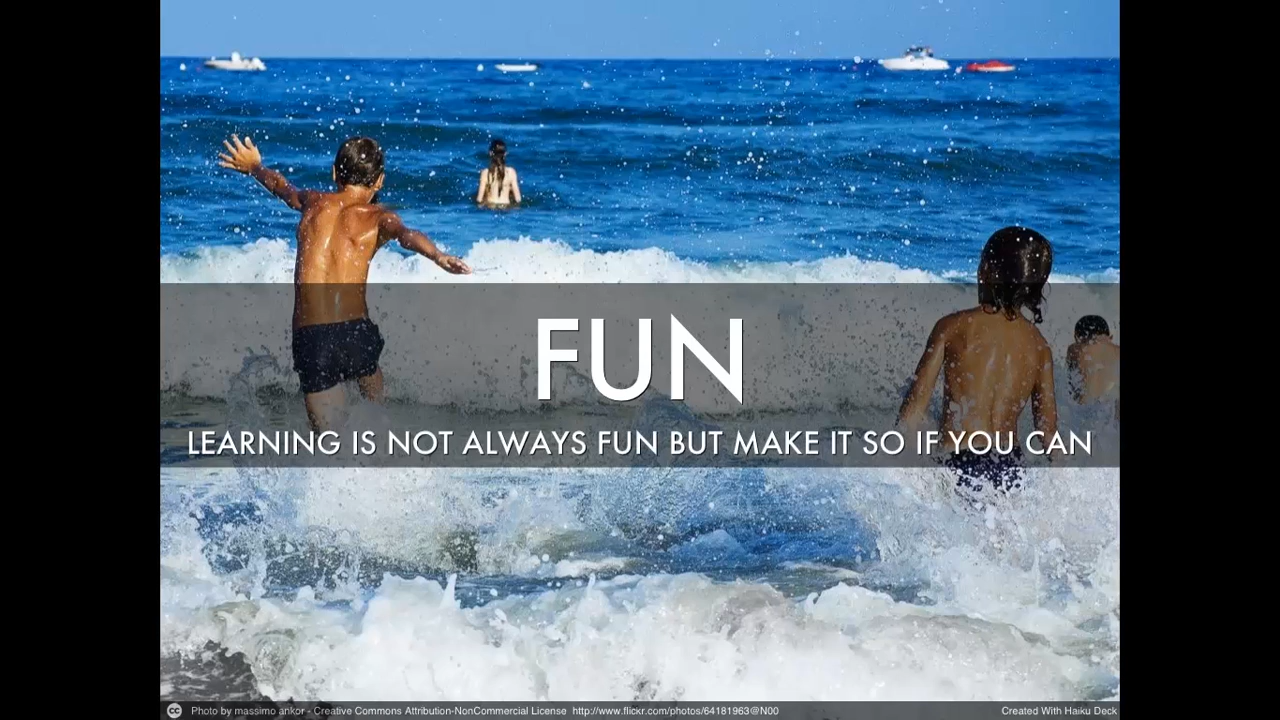 FUN
LEARNING IS NOT ALWAYS FUN BUT MAKE IT SO IF YOU CAN
cc Photo by massimo ankor - Creative Commons Attribution-NonCommercial License http://www.flickr.com/photos/64181963@N00
Created With Haiku Deck